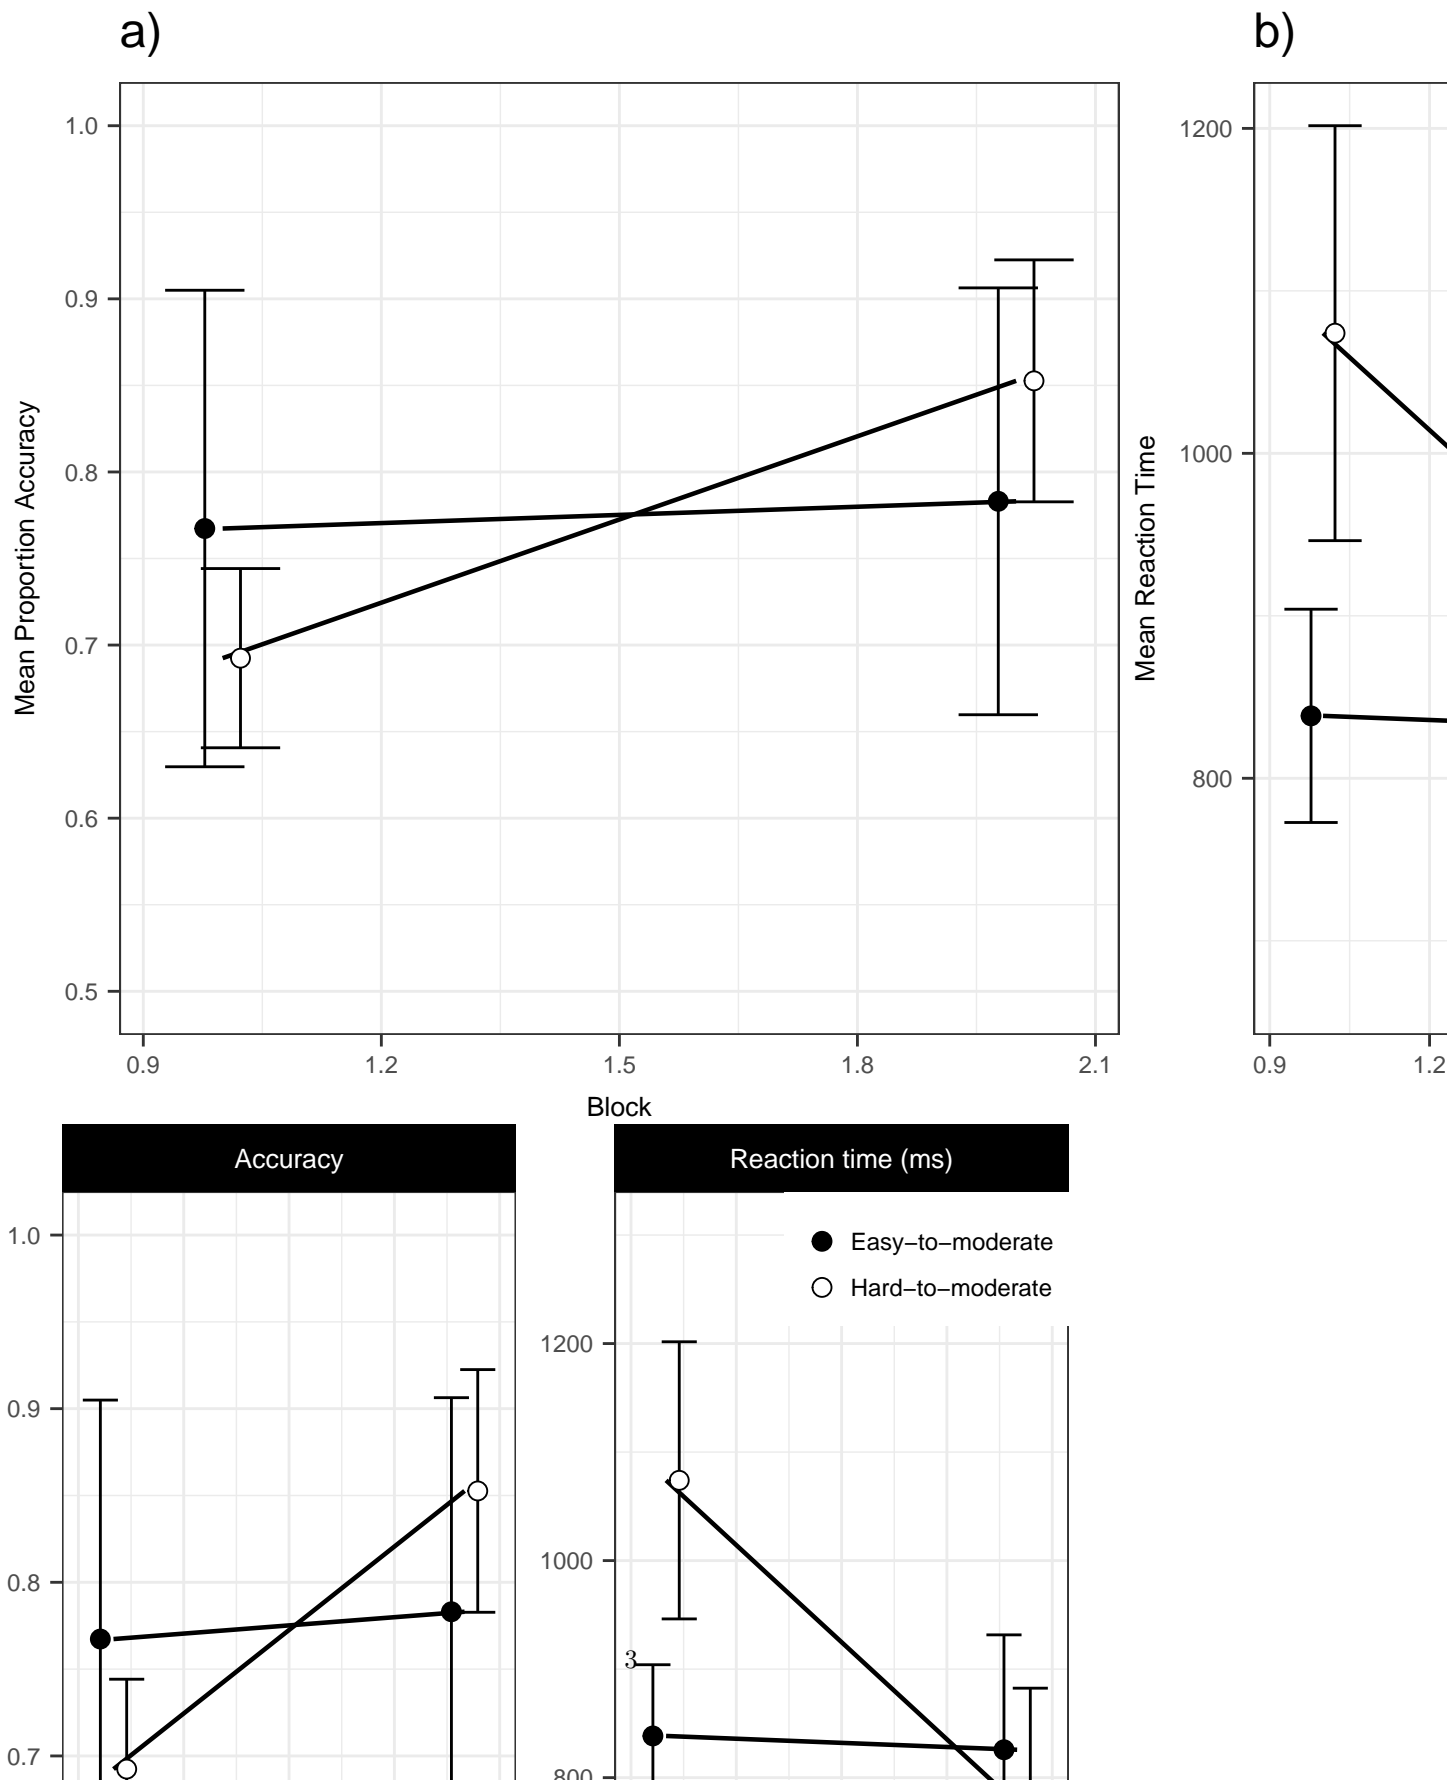 a)
b)
1.0
0.9
0.8
0.7
0.6
0.5
Mean Proportion Accuracy
0.9 1.2 1.5 1.8 2.1
Block
1200
1000
800
Mean Reaction Time
0.9 1.2
Accuracy
1.0
0.9
0.8
0.7
Reaction time (ms)
Easy−to−moderate
Hard−to−moderate
1200
1000
3
800